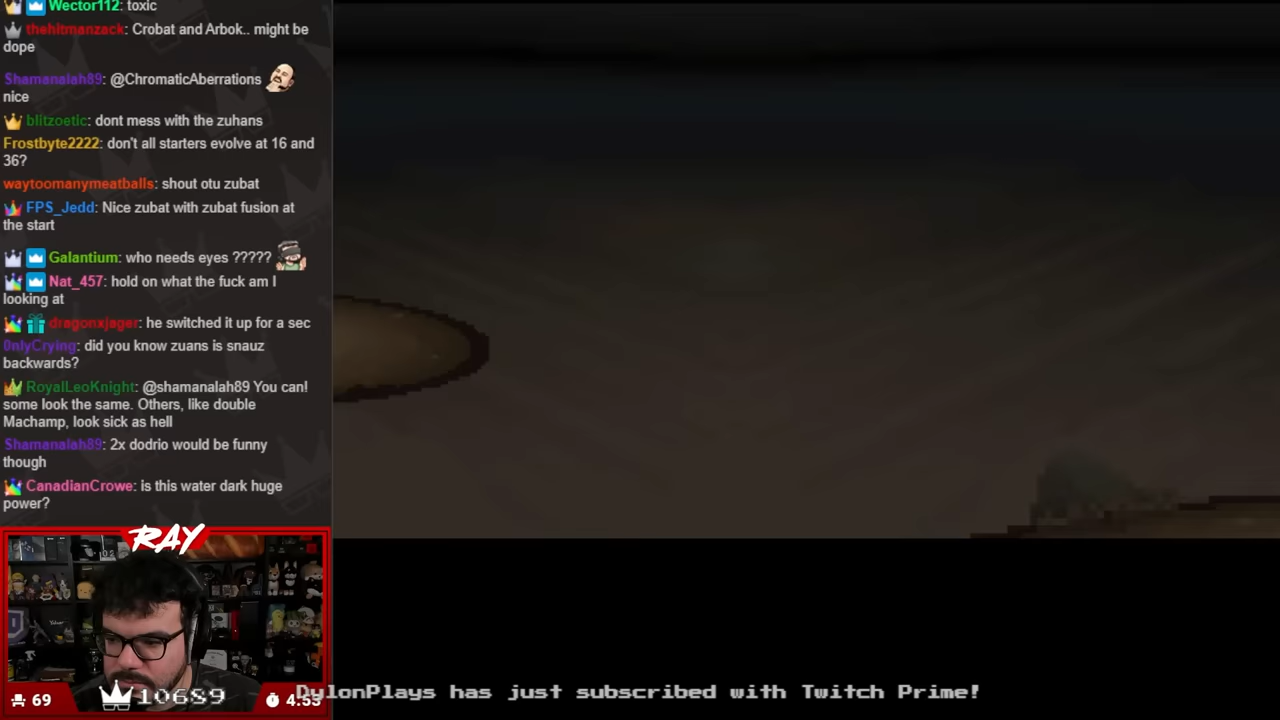 Wector112: toxic
thehitmanzack: Crobat and Arbok.. might be
dope
Shamanalah89: @ChromaticAberrations
nice
blitzoetic: dont mess with the zuhans
Frostbyte2222: don't all starters evolve at 16 and
36?
waytoomanymeatballs: shout otu zubat
FPS_Jedd: Nice zubat with zubat fusion at
the start
Galantium: who needs eyes ?????
Nat_457: hold on what the fuck am I
looking at
dragonxjager: he switched it up for a sec
0nlyCrying: did you know zuans is snauz
backwards?
RoyalLeoKnight: @shamanalah89 You can!
some look the same. Others, like double
Machamp, look sick as hell
Shamanalah89: 2x dodrio would be funny
though
CanadianCrowe: is this water dark huge
power?
RAY
69
10689
4:53
DylonPlays has just subscribed with Twitch Prime!